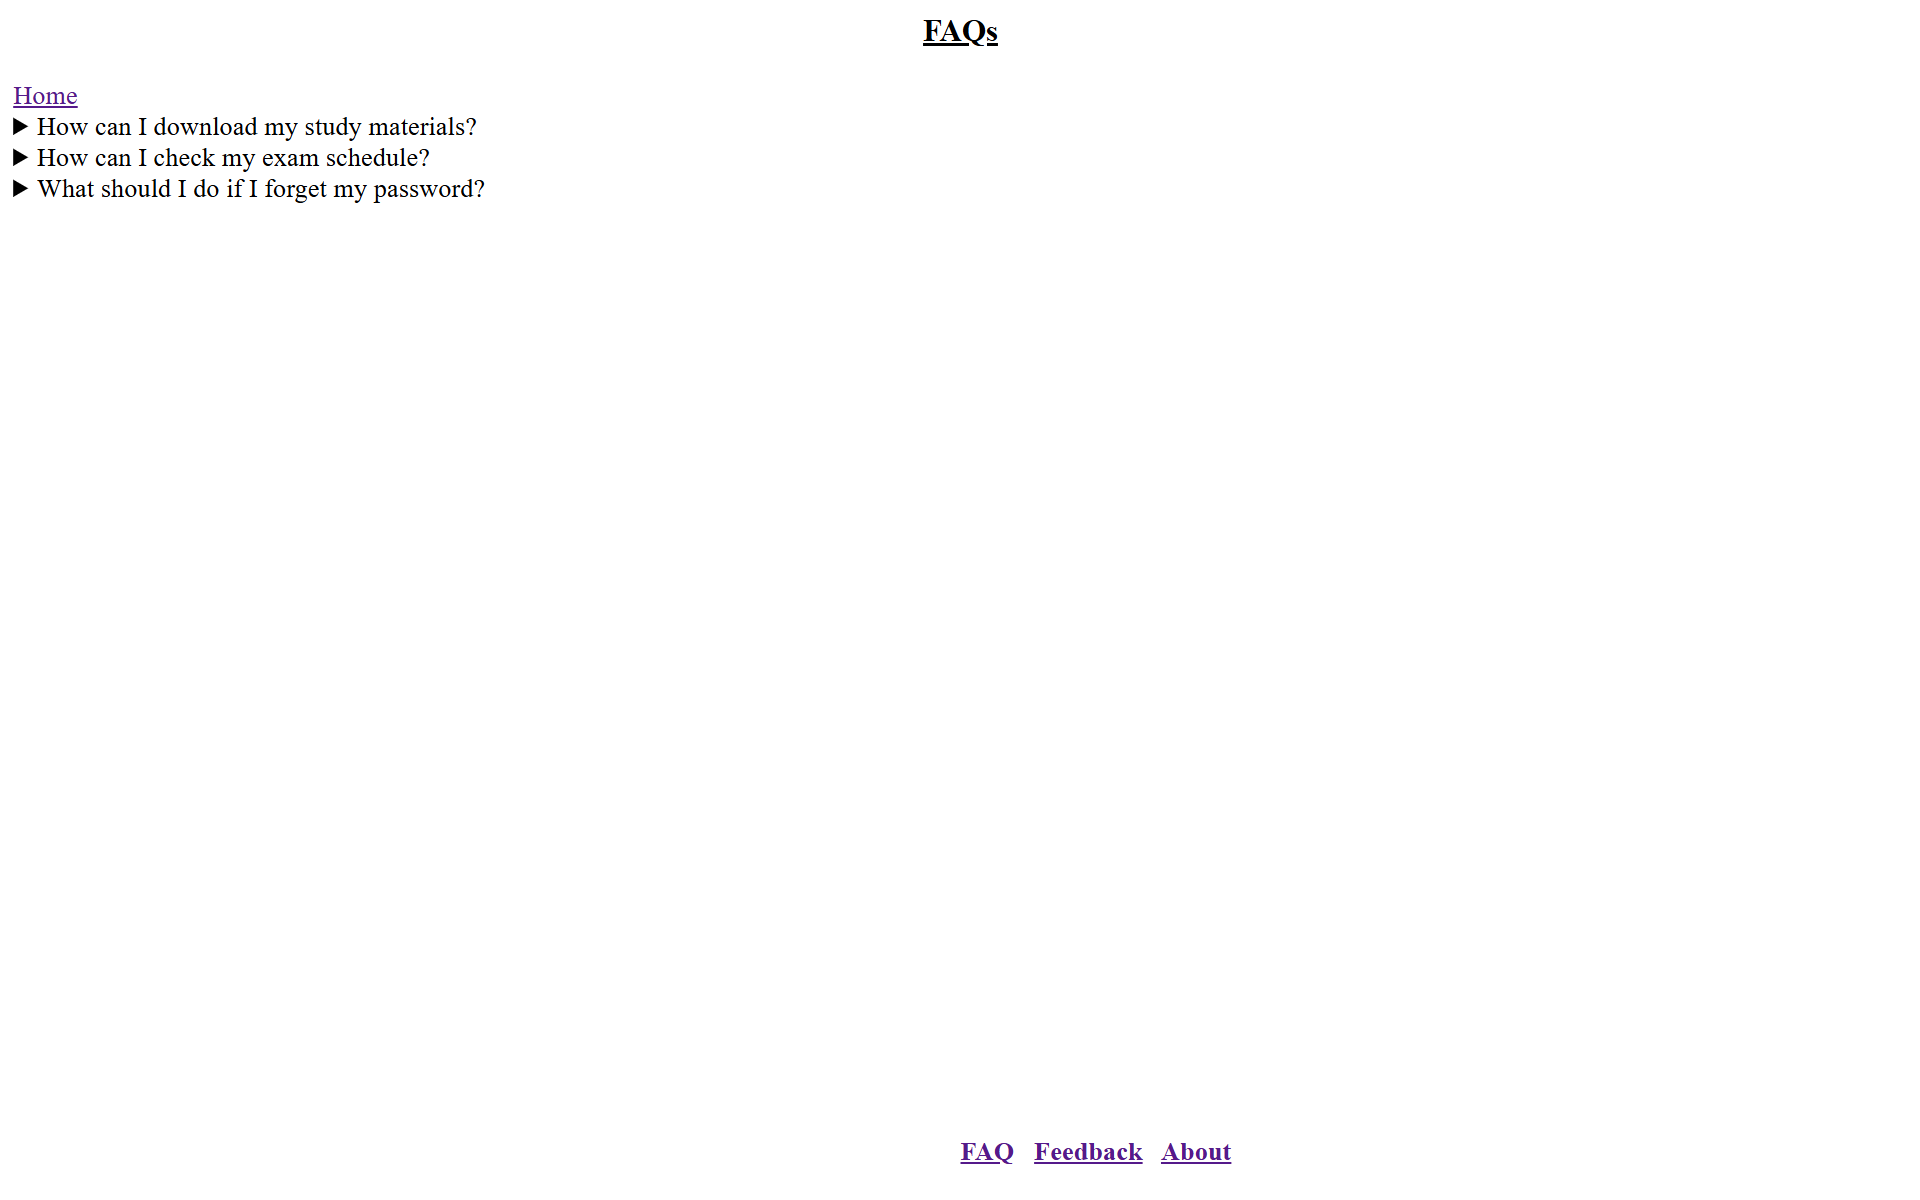 FAQs
Home
How can I download my study materials?
How can I check my exam schedule?
What should I do if I forget my password?
FAQ Feedback About